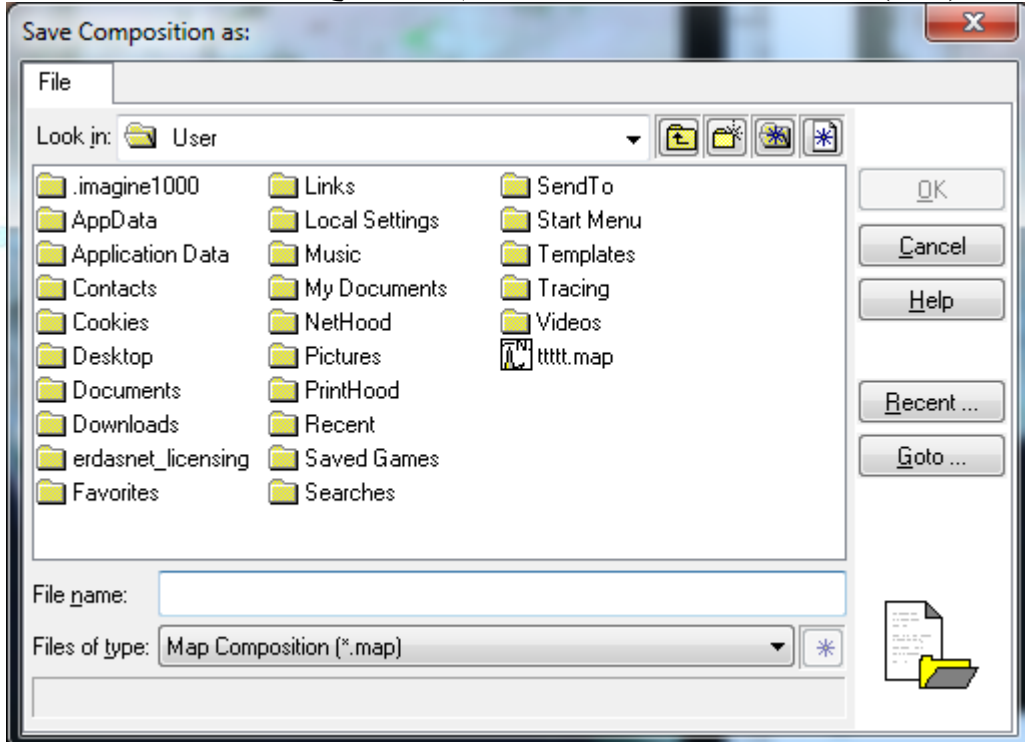 Save Composition as:
File
Look in: User
.imagine1000 Links SendTo
AppData Local Settings Start Menu
Application Data Music Templates
Contacts My Documents Tracing
Cookies NetHood Videos
Desktop Pictures ttttt.map
Documents PrintHood
Downloads Recent
erdasnet_licensing Saved Games
Favorites Searches
OK
Cancel
Help
Recent ...
Goto ...
File name:
Files of type: Map Composition (*.map)